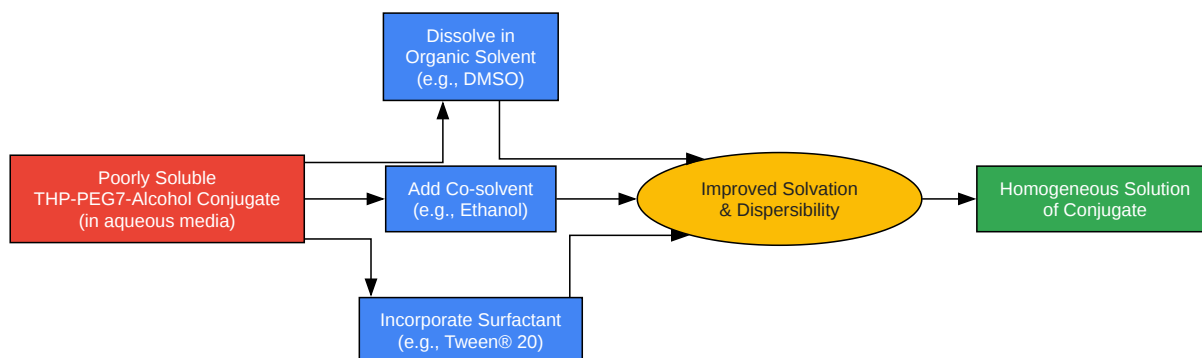 Dissolve in
Organic Solvent
(e.g., DMSO)
Poorly Soluble
THP-PEG7-Alcohol Conjugate
(in aqueous media)
Add Co-solvent
(e.g., Ethanol)
Improved Solvation
& Dispersibility
Homogeneous Solution
of Conjugate
Incorporate Surfactant
(e.g., Tween® 20)